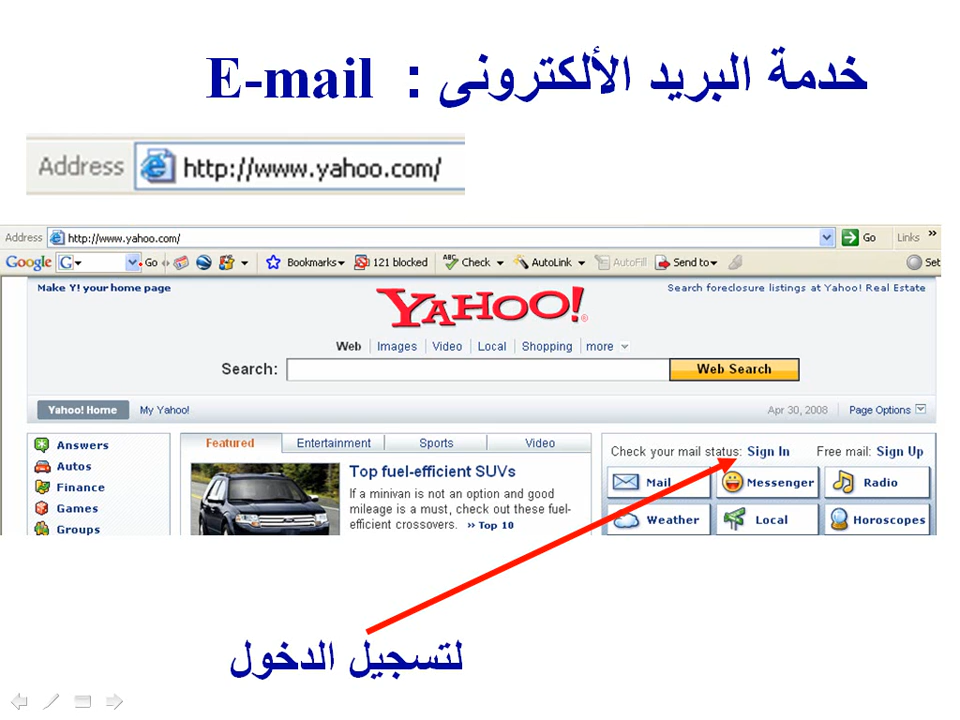 خدمة البريد الألكترونى : E-mail
Address http://www.yahoo.com/
Address http://www.yahoo.com/ Go Links »
Google G Go Bookmarks 121 blocked ABC Check AutoLink AutoFill Send to Set
Make Y! your home page
YAHOO!®
Search foreclosure listings at Yahoo! Real Estate
Web Images Video Local Shopping more
Search: Web Search
Yahoo! Home My Yahoo! Apr 30, 2008 Page Options
Answers
Autos
Finance
Games
Groups
Featured Entertainment Sports Video
Top fuel-efficient SUVs
If a minivan is not an option and good
mileage is a must, check out these fuel-
efficient crossovers. » Top 10
Check your mail status: Sign In Free mail: Sign Up
Mail Messenger Radio
Weather Local Horoscopes
لتسجيل الدخول